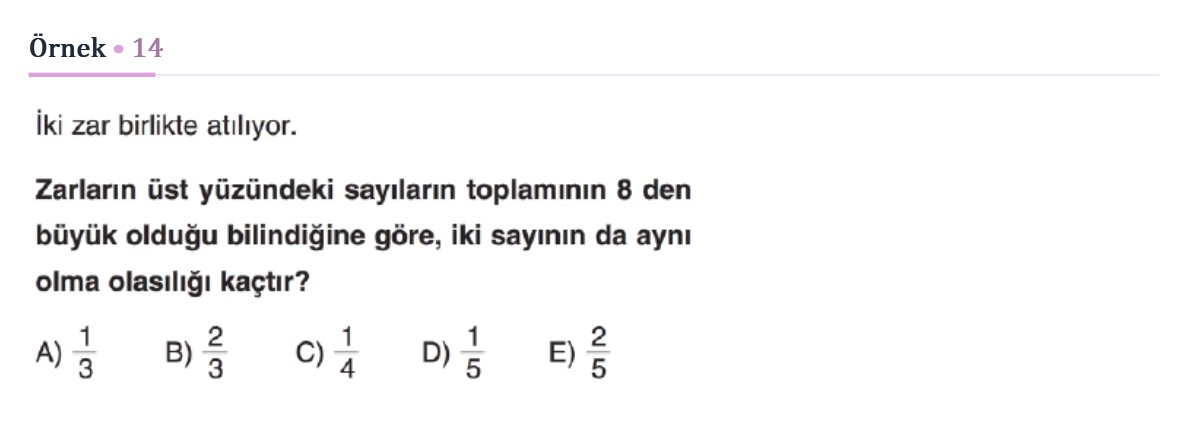 Örnek • 14
İki zar birlikte atılıyor.
Zarların üst yüzündeki sayıların toplamının 8 den
büyük olduğu bilindiğine göre, iki sayının da aynı
olma olasılığı kaçtır?
A) 1/3 B) 2/3 C) 1/4 D) 1/5 E) 2/5